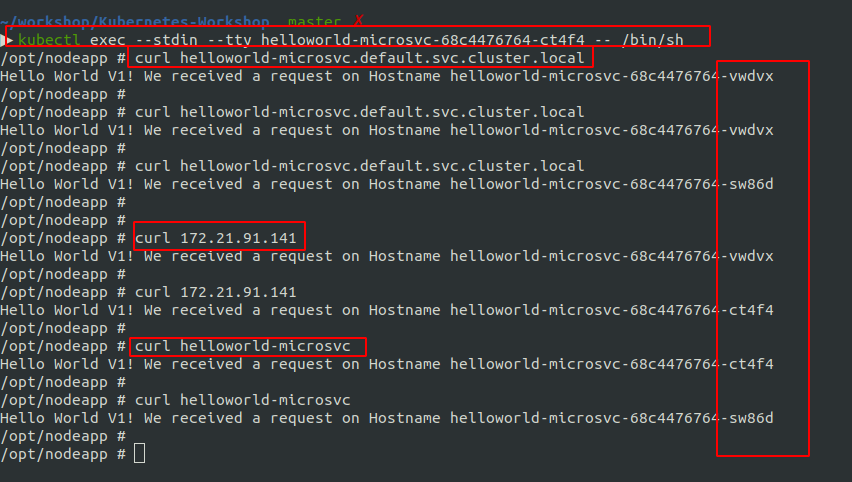 ~/workshop/Kubernetes-Workshop master ✗
▶ kubectl exec --stdin --tty helloworld-microsvc-68c4476764-ct4f4 -- /bin/sh
/opt/nodeapp # curl helloworld-microsvc.default.svc.cluster.local
Hello World V1! We received a request on Hostname helloworld-microsvc-68c4476764-vwdvx
/opt/nodeapp #
/opt/nodeapp # curl helloworld-microsvc.default.svc.cluster.local
Hello World V1! We received a request on Hostname helloworld-microsvc-68c4476764-vwdvx
/opt/nodeapp #
/opt/nodeapp # curl helloworld-microsvc.default.svc.cluster.local
Hello World V1! We received a request on Hostname helloworld-microsvc-68c4476764-sw86d
/opt/nodeapp #
/opt/nodeapp #
/opt/nodeapp # curl 172.21.91.141
Hello World V1! We received a request on Hostname helloworld-microsvc-68c4476764-vwdvx
/opt/nodeapp #
/opt/nodeapp # curl 172.21.91.141
Hello World V1! We received a request on Hostname helloworld-microsvc-68c4476764-ct4f4
/opt/nodeapp #
/opt/nodeapp # curl helloworld-microsvc
Hello World V1! We received a request on Hostname helloworld-microsvc-68c4476764-ct4f4
/opt/nodeapp #
/opt/nodeapp # curl helloworld-microsvc
Hello World V1! We received a request on Hostname helloworld-microsvc-68c4476764-sw86d
/opt/nodeapp #
/opt/nodeapp #